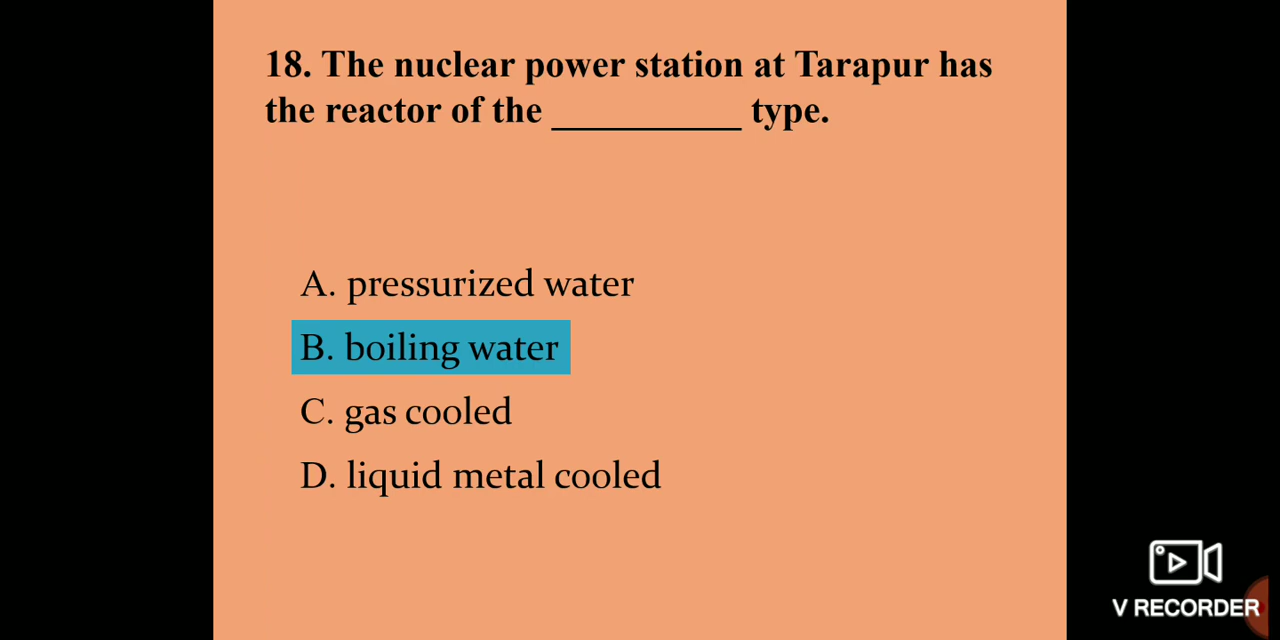 18. The nuclear power station at Tarapur has
the reactor of the __________ type.
A. pressurized water
B. boiling water
C. gas cooled
D. liquid metal cooled
V RECORDER